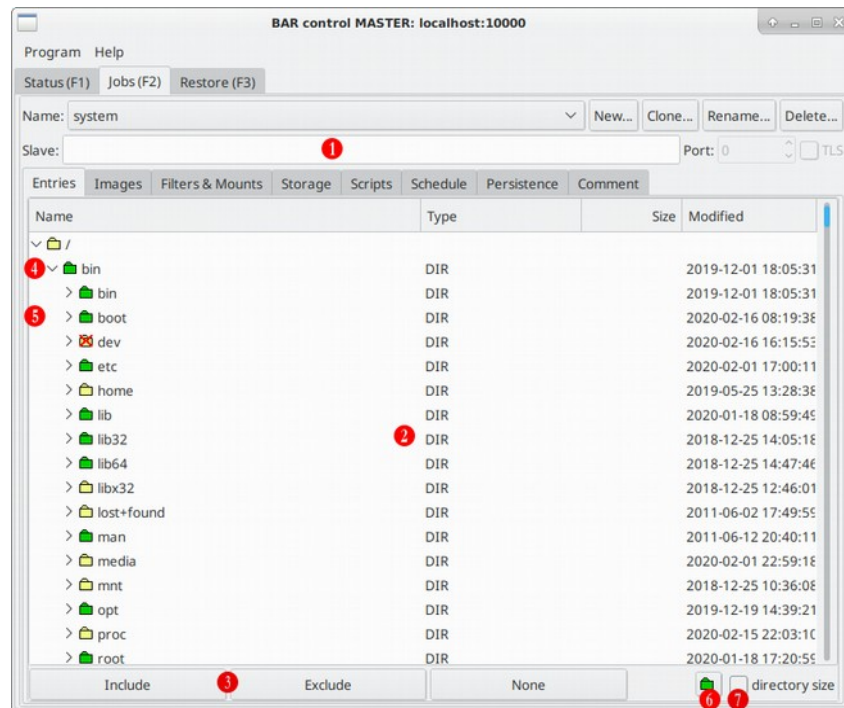 BAR control MASTER: localhost:10000
Program Help
Status (F1) Jobs (F2) Restore (F3)
Name: system New... Clone... Rename... Delete...
Slave: 1 Port: 0 TLS
Entries Images Filters & Mounts Storage Scripts Schedule Persistence Comment
Name Type Size Modified
/
4 bin DIR 2019-12-01 18:05:31
bin DIR 2019-12-01 18:05:31
5 boot DIR 2020-02-16 08:19:38
dev DIR 2020-02-16 16:15:53
etc DIR 2020-02-01 17:00:11
home DIR 2019-05-25 13:28:38
lib DIR 2020-01-18 08:59:49
lib32 2 DIR 2018-12-25 14:05:18
lib64 DIR 2018-12-25 14:47:46
libx32 DIR 2018-12-25 12:46:01
lost+found DIR 2011-06-02 17:49:59
man DIR 2011-06-12 20:40:11
media DIR 2020-02-01 22:59:18
mnt DIR 2018-12-25 10:36:08
opt DIR 2019-12-19 14:39:21
proc DIR 2020-02-15 22:03:10
root DIR 2020-01-18 17:20:59
Include 3 Exclude None directory size
6 7